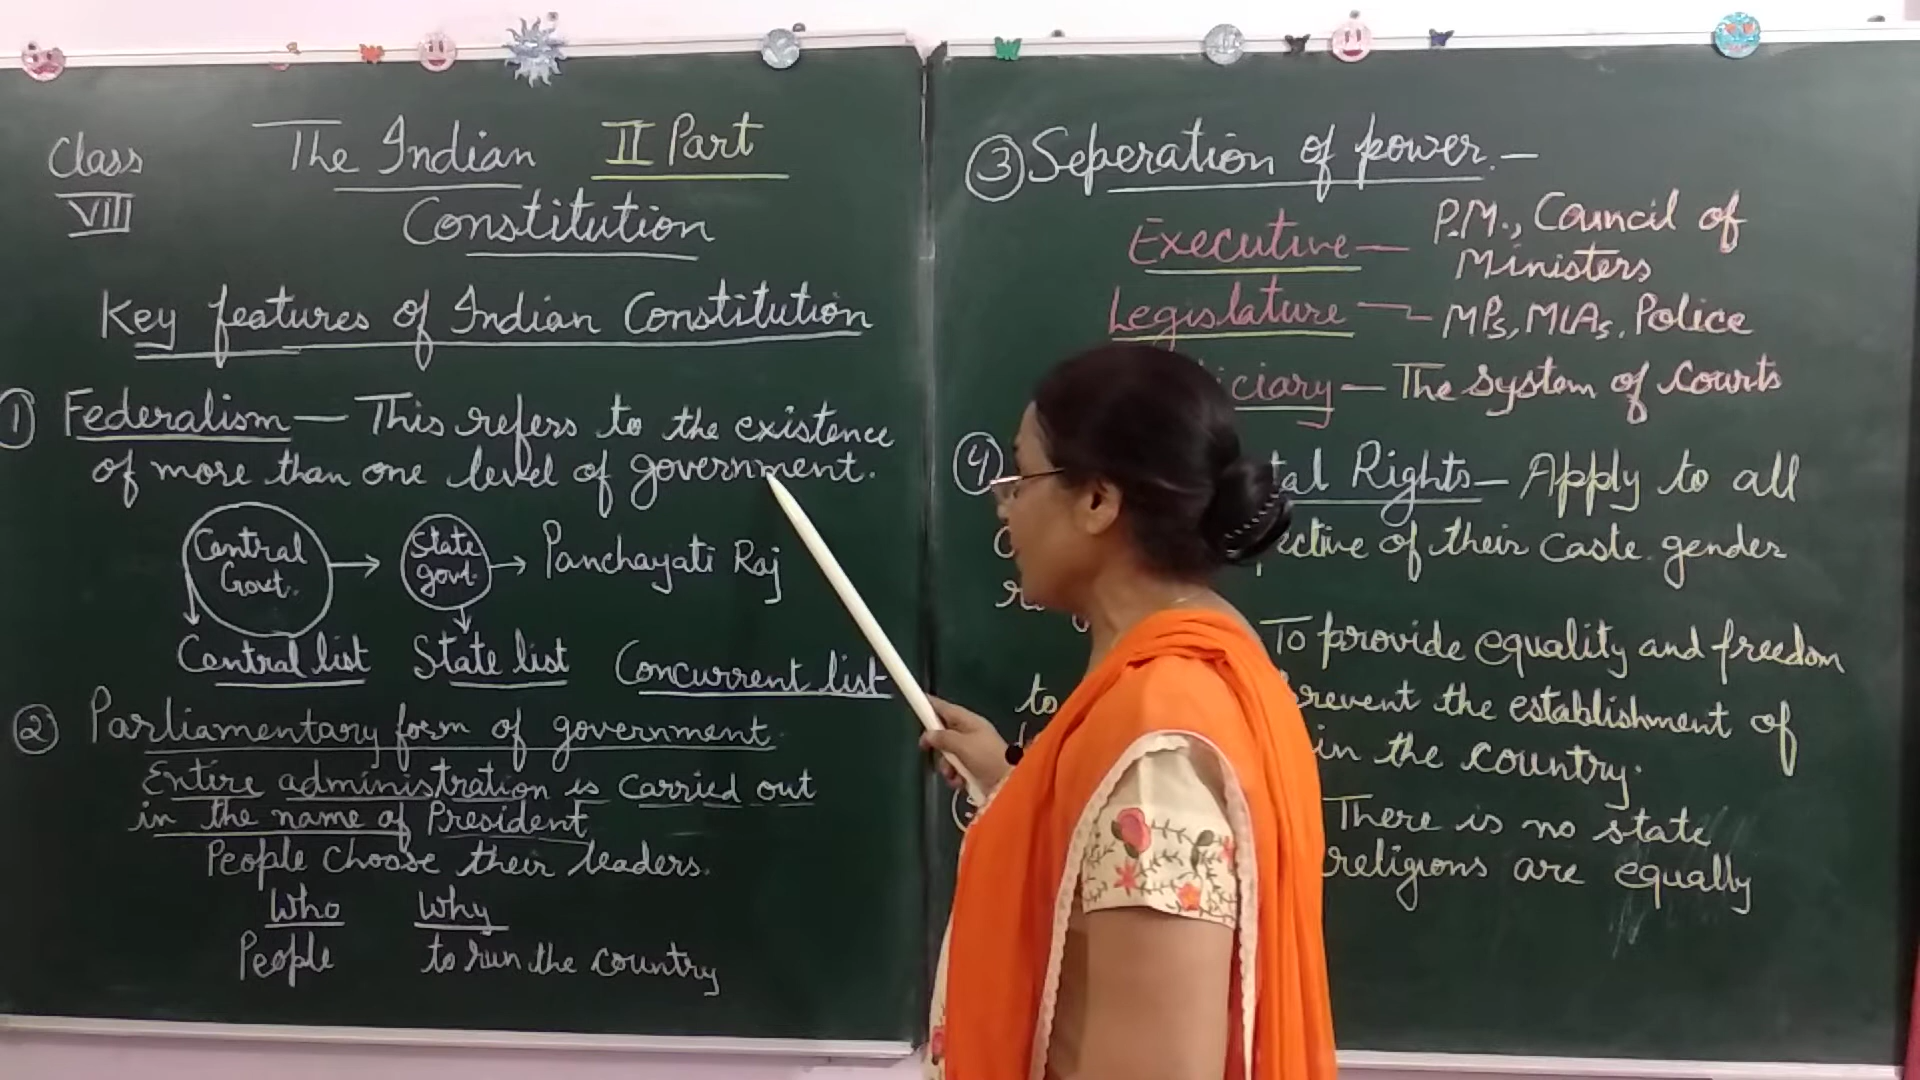 Class
VIII
The Indian II Part
Constitution
Key features of Indian Constitution
① Federalism — This refers to the existence
of more than one level of government.
Central
Govt.
State
govt.
Panchayati Raj
Central list State list Concurrent list
② Parliamentary form of government.
Entire administration is carried out
in the name of President
People choose their leaders.
Who Why
People to run the country
③ Seperation of power. —
Executive — P.M., Council of
Ministers
Legislature — MPs, MLAs, Police
iciary — The system of courts
④ tal Rights — Apply to all
ective of their caste gender
To provide equality and freedom
to revent the establishment of
in the country.
There is no state
religions are equally